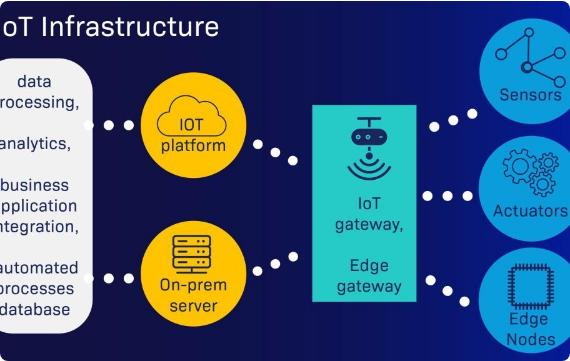 oT Infrastructure
data
rocessing,
analytics,
business
pplication
ntegration,
automated
processes
database
IOT
platform
On-prem
server
IoT
gateway,
Edge
gateway
Sensors
Actuators
Edge
Nodes